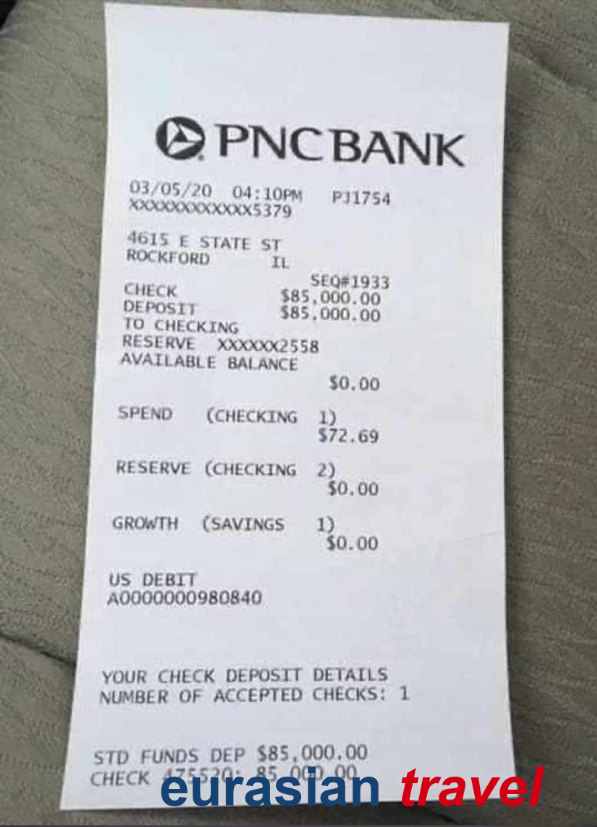 PNC BANK
03/05/20 04:10PM PJ1754
XXXXXXXXXXXX5379
4615 E STATE ST
ROCKFORD IL
SEQ#1933
CHECK $85,000.00
DEPOSIT $85,000.00
TO CHECKING
RESERVE XXXXXX2558
AVAILABLE BALANCE
$0.00
SPEND (CHECKING 1)
$72.69
RESERVE (CHECKING 2)
$0.00
GROWTH (SAVINGS 1)
$0.00
US DEBIT
A0000000980840
YOUR CHECK DEPOSIT DETAILS
NUMBER OF ACCEPTED CHECKS: 1
STD FUNDS DEP $85,000.00
CHECK 475520: 85,000.00
eurasian travel